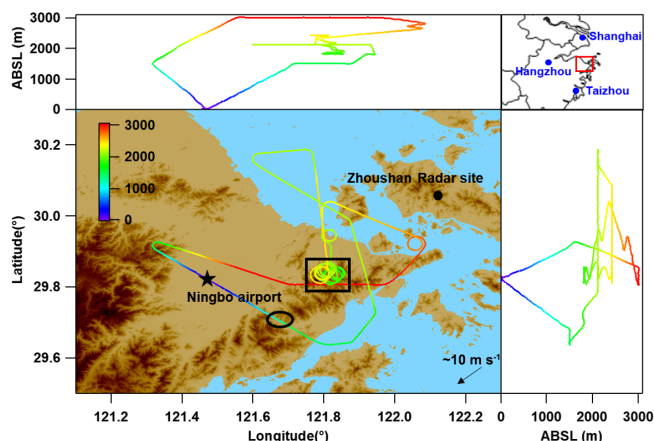 ABSL (m)
3000
2000
1000
0
Shanghai
Hangzhou
Taizhou
Latitude(°)
30.2
30.0
29.8
29.6
3000
2000
1000
0
Zhoushan Radar site
Ningbo airport
~10 m s⁻¹
121.2 121.4 121.6 121.8 122.0 122.2
Longitude(°)
0 1000 2000 3000
ABSL (m)